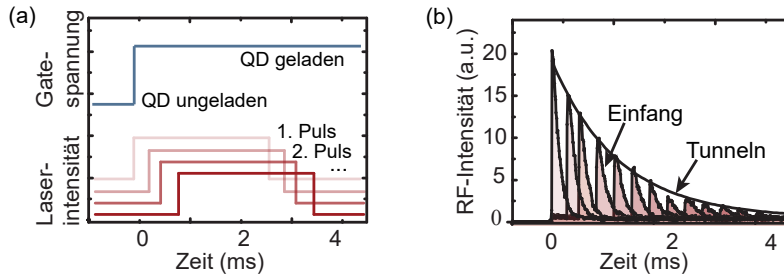 (a)
Gate-
spannung
QD geladen
QD ungeladen
Laser-
intensität
1. Puls
2. Puls
...
0
2
4
Zeit (ms)
(b)
RF-Intensität (a.u.)
20
15
10
5
0
Einfang
Tunneln
0
2
4
Zeit (ms)